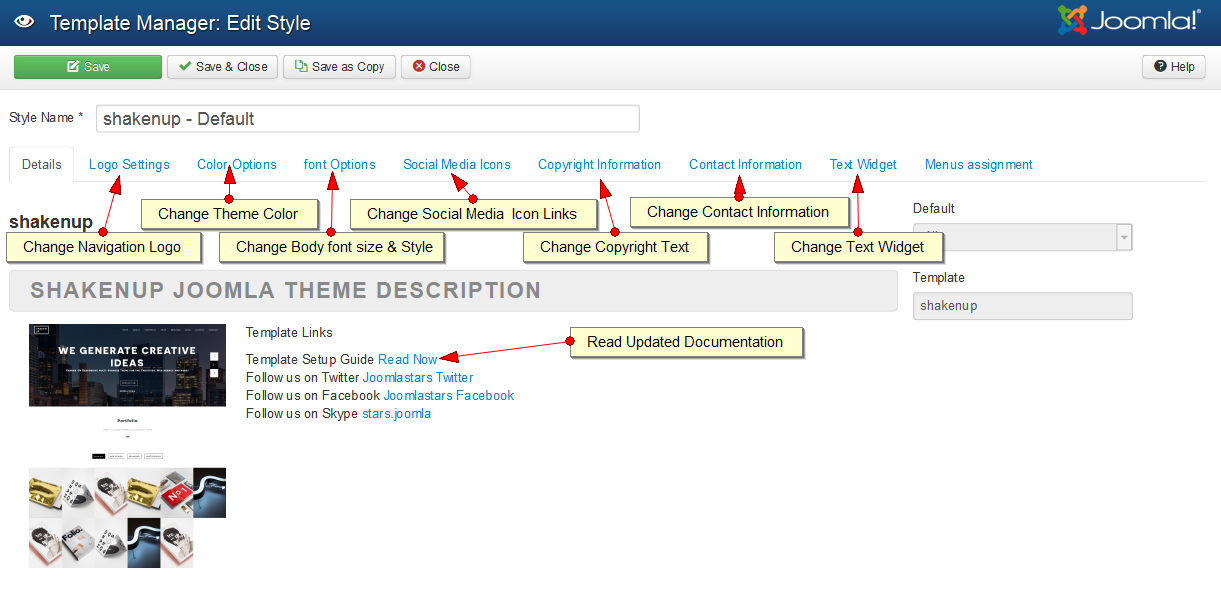 Template Manager: Edit Style
Joomla!®
Save
Save & Close
Save as Copy
Close
Help
Style Name *
shakenup - Default
Details
Logo Settings
Color Options
font Options
Social Media Icons
Copyright Information
Contact Information
Text Widget
Menus assignment
Change Theme Color
Change Social Media Icon Links
Change Contact Information
Default
shakenup
Change Navigation Logo
Change Body font size & Style
Change Copyright Text
Change Text Widget
Template
shakenup
SHAKENUP JOOMLA THEME DESCRIPTION
Template Links
Read Updated Documentation
Template Setup Guide Read Now
Follow us on Twitter Joomlastars Twitter
Follow us on Facebook Joomlastars Facebook
Follow us on Skype stars.joomla
WE GENERATE CREATIVE
IDEAS
Portfolio
No1
Folio.